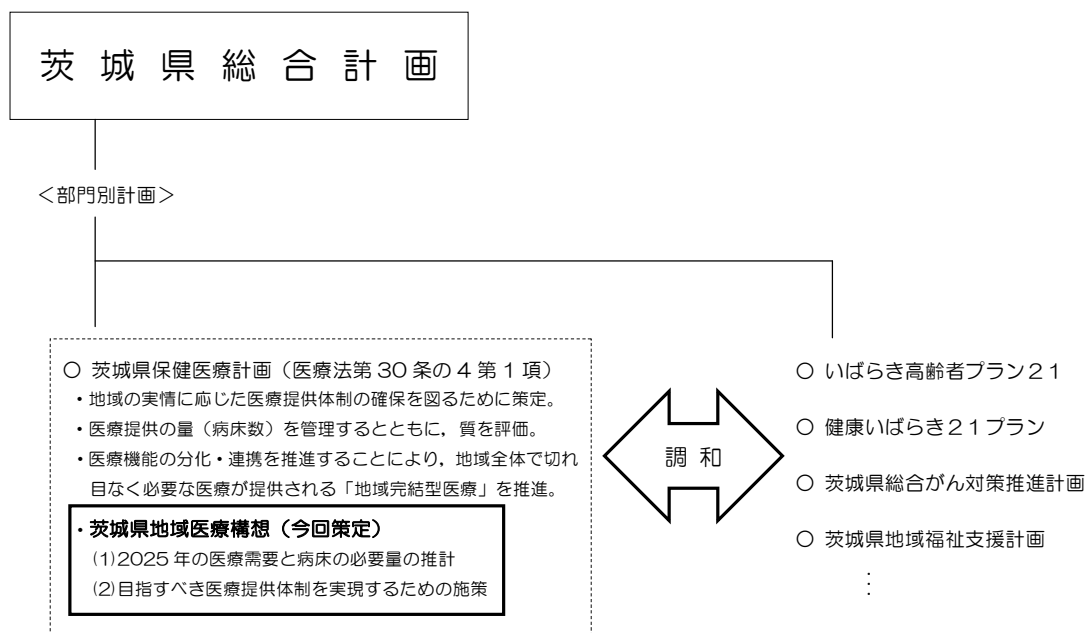 茨城県総合計画
＜部門別計画＞
○ 茨城県保健医療計画（医療法第30条の4第1項）
・地域の実情に応じた医療提供体制の確保を図るために策定。
・医療提供の量（病床数）を管理するとともに，質を評価。
・医療機能の分化・連携を推進することにより，地域全体で切れ
目なく必要な医療が提供される「地域完結型医療」を推進。
・茨城県地域医療構想（今回策定）
(1)2025年の医療需要と病床の必要量の推計
(2)目指すべき医療提供体制を実現するための施策
調和
○ いばらき高齢者プラン２１
○ 健康いばらき２１プラン
○ 茨城県総合がん対策推進計画
○ 茨城県地域福祉支援計画
⋮